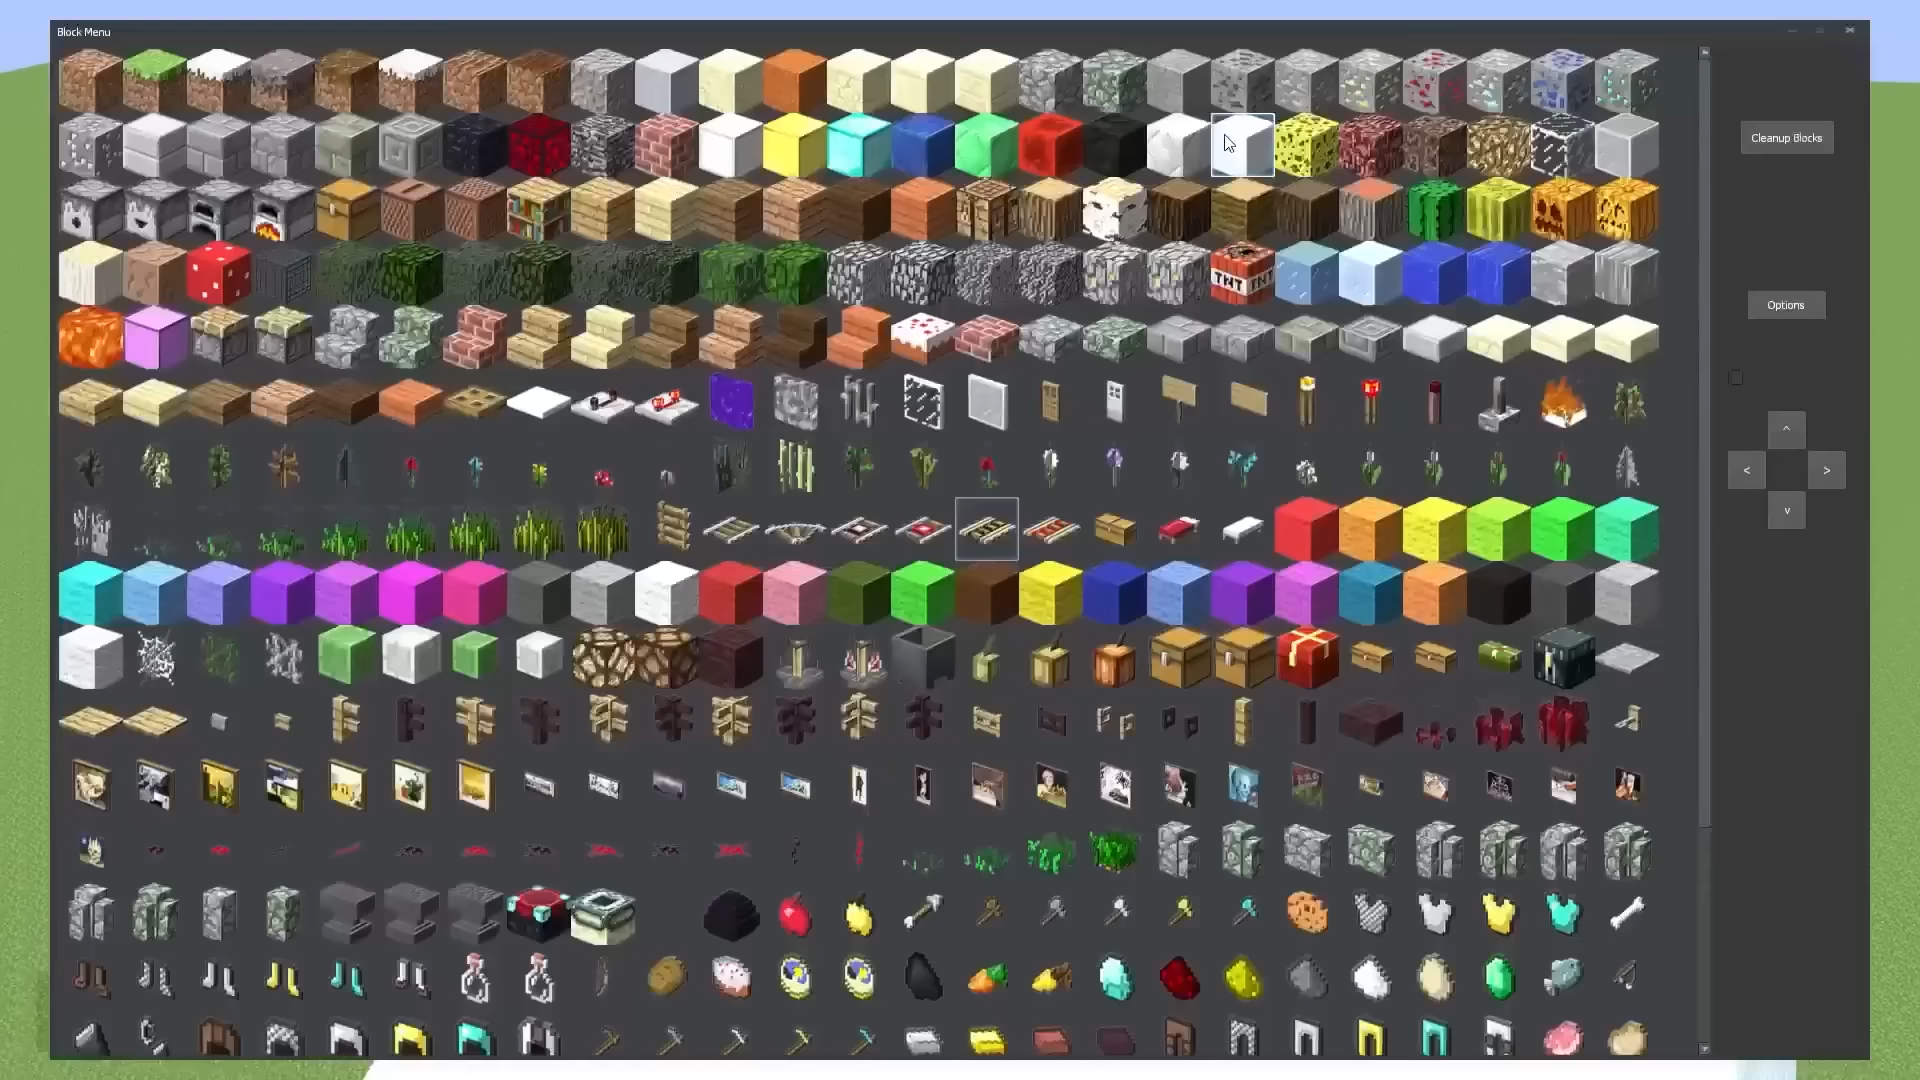 Block Menu
Cleanup Blocks
TNT TNT
Options
^
<
>
v